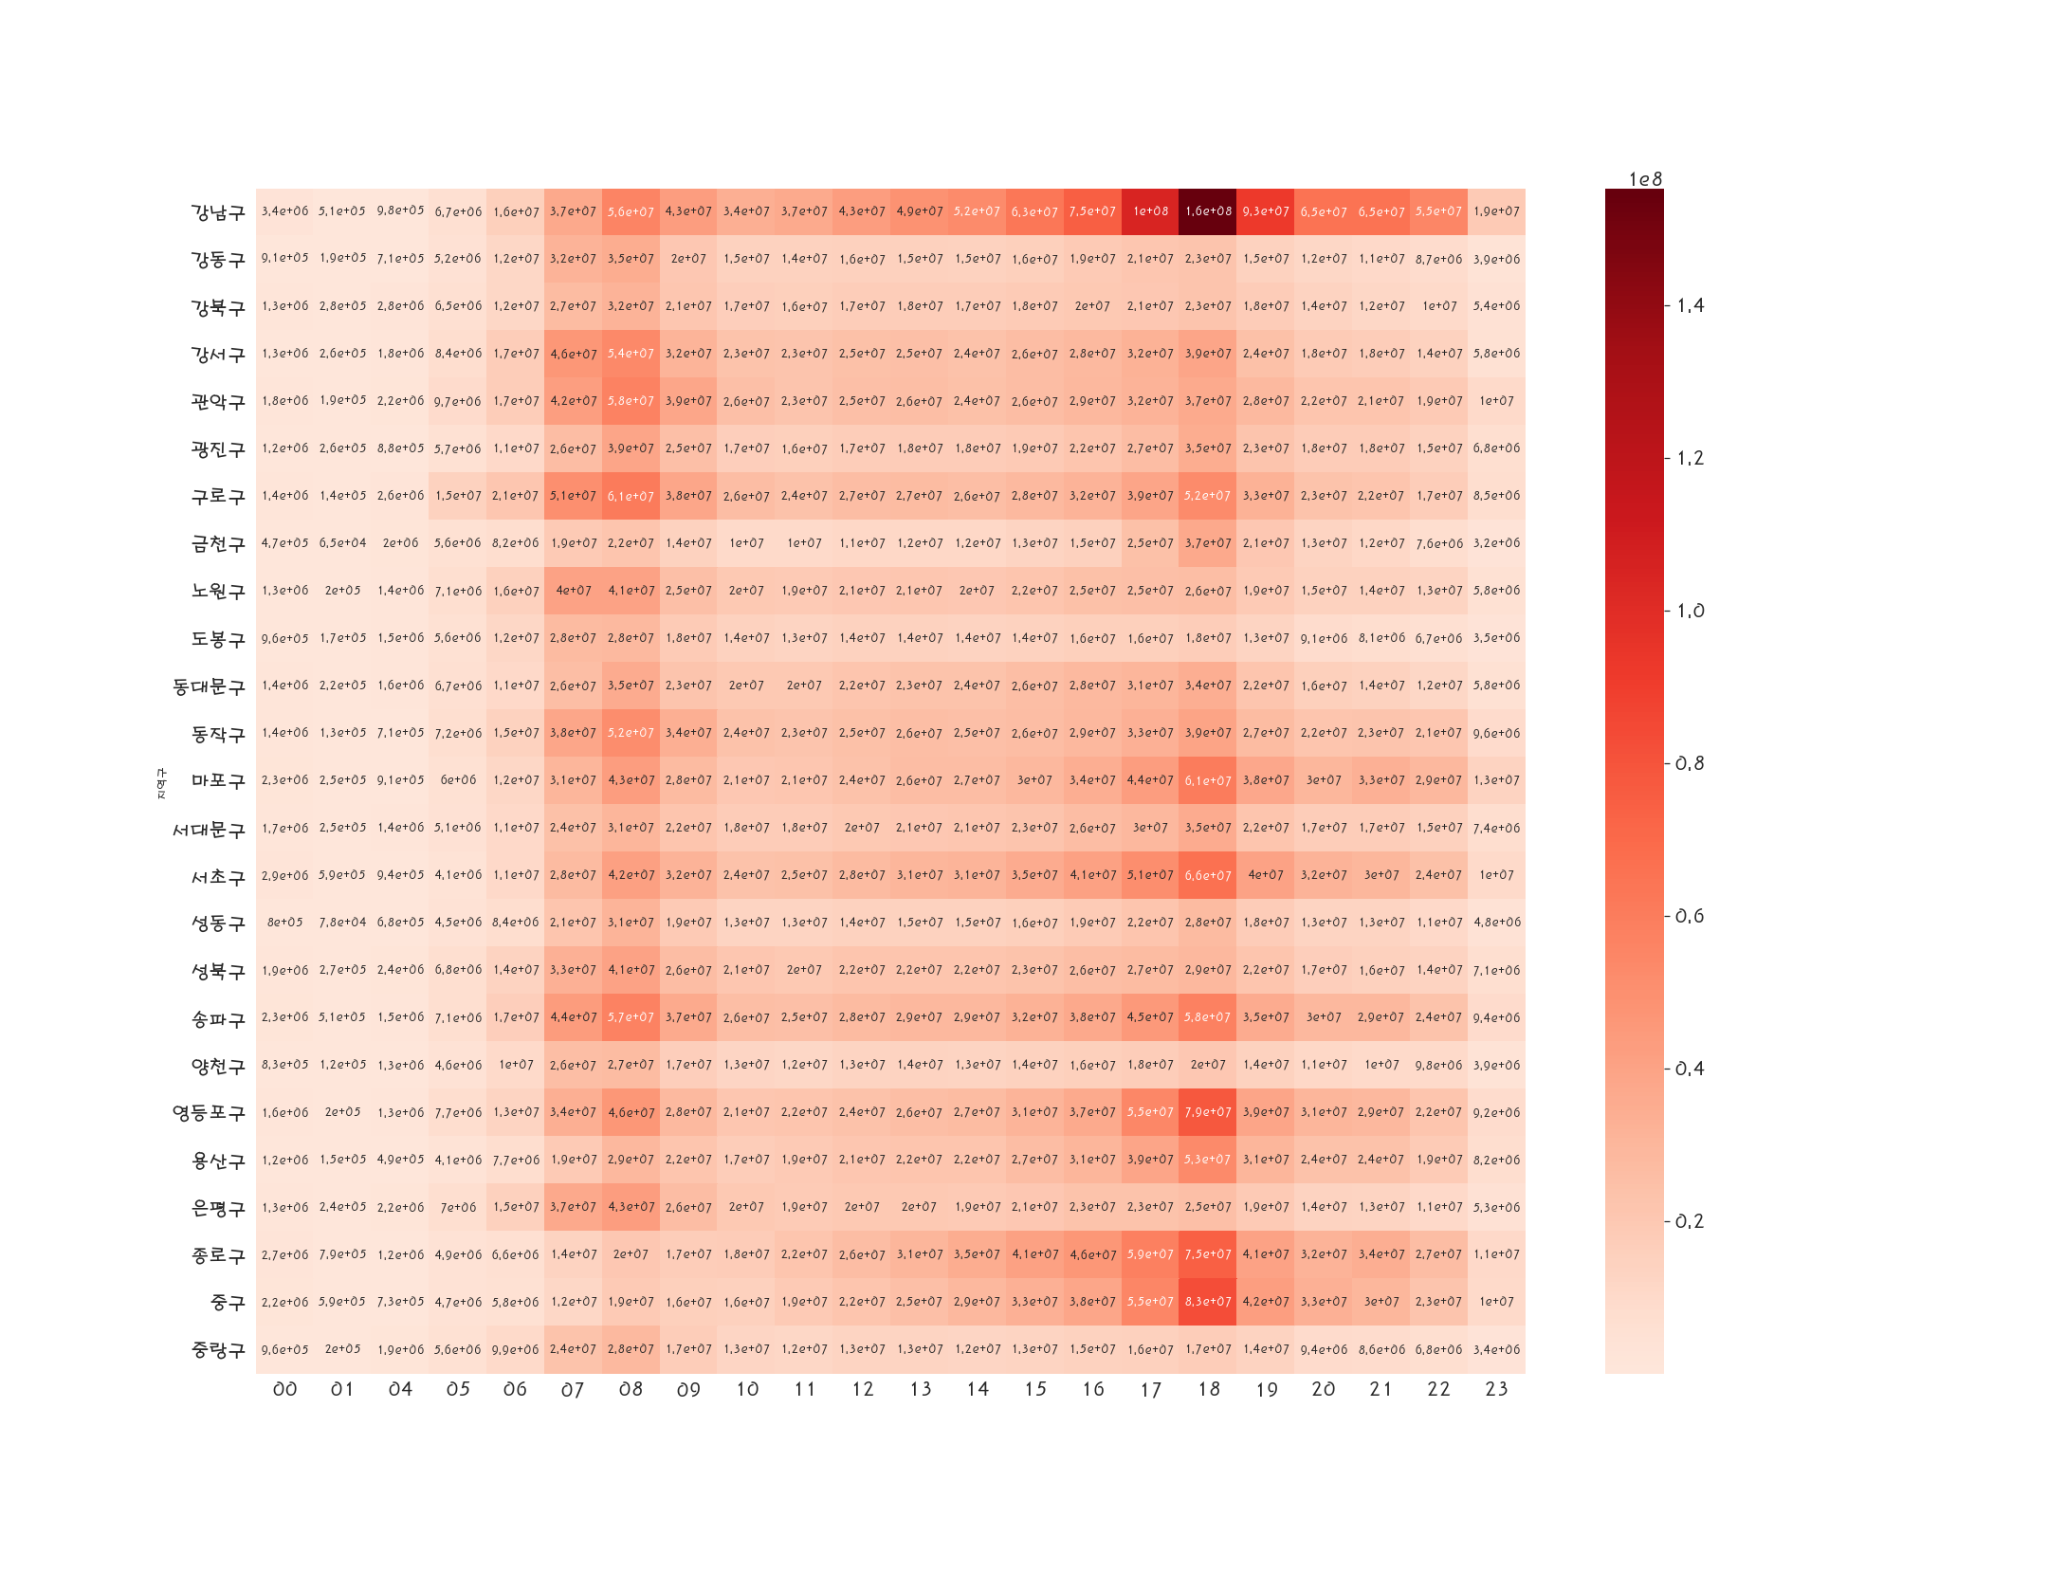 1e8
강남구 3.4e+06 5.1e+05 9.8e+05 6.7e+06 1.6e+07 3.7e+07 5.6e+07 4.3e+07 3.4e+07 3.7e+07 4.3e+07 4.9e+07 5.2e+07 6.3e+07 7.5e+07 1e+08 1.6e+08 9.3e+07 6.5e+07 6.5e+07 5.5e+07 1.9e+07
강동구 9.1e+05 1.9e+05 7.1e+05 5.2e+06 1.2e+07 3.2e+07 3.5e+07 2e+07 1.5e+07 1.4e+07 1.6e+07 1.5e+07 1.5e+07 1.6e+07 1.9e+07 2.1e+07 2.3e+07 1.5e+07 1.2e+07 1.1e+07 8.7e+06 3.9e+06
강북구 1.3e+06 2.8e+05 2.8e+06 6.5e+06 1.2e+07 2.7e+07 3.2e+07 2.1e+07 1.7e+07 1.6e+07 1.7e+07 1.8e+07 1.7e+07 1.8e+07 2e+07 2.1e+07 2.3e+07 1.8e+07 1.4e+07 1.2e+07 1e+07 5.4e+06
1.4
강서구 1.3e+06 2.6e+05 1.8e+06 8.4e+06 1.7e+07 4.6e+07 5.4e+07 3.2e+07 2.3e+07 2.3e+07 2.5e+07 2.5e+07 2.4e+07 2.6e+07 2.8e+07 3.2e+07 3.9e+07 2.4e+07 1.8e+07 1.8e+07 1.4e+07 5.8e+06
관악구 1.8e+06 1.9e+05 2.2e+06 9.7e+06 1.7e+07 4.2e+07 5.8e+07 3.9e+07 2.6e+07 2.3e+07 2.5e+07 2.6e+07 2.4e+07 2.6e+07 2.9e+07 3.2e+07 3.7e+07 2.8e+07 2.2e+07 2.1e+07 1.9e+07 1e+07
광진구 1.2e+06 2.6e+05 8.8e+05 5.7e+06 1.1e+07 2.6e+07 3.9e+07 2.5e+07 1.7e+07 1.6e+07 1.7e+07 1.8e+07 1.8e+07 1.9e+07 2.2e+07 2.7e+07 3.5e+07 2.3e+07 1.8e+07 1.8e+07 1.5e+07 6.8e+06
1.2
구로구 1.4e+06 1.4e+05 2.6e+06 1.5e+07 2.1e+07 5.1e+07 6.1e+07 3.8e+07 2.6e+07 2.4e+07 2.7e+07 2.7e+07 2.6e+07 2.8e+07 3.2e+07 3.9e+07 5.2e+07 3.3e+07 2.3e+07 2.2e+07 1.7e+07 8.5e+06
금천구 4.7e+05 6.5e+04 2e+06 5.6e+06 8.2e+06 1.9e+07 2.2e+07 1.4e+07 1e+07 1e+07 1.1e+07 1.2e+07 1.2e+07 1.3e+07 1.5e+07 2.5e+07 3.7e+07 2.1e+07 1.3e+07 1.2e+07 7.6e+06 3.2e+06
노원구 1.3e+06 2e+05 1.4e+06 7.1e+06 1.6e+07 4e+07 4.1e+07 2.5e+07 2e+07 1.9e+07 2.1e+07 2.1e+07 2e+07 2.2e+07 2.5e+07 2.5e+07 2.6e+07 1.9e+07 1.5e+07 1.4e+07 1.3e+07 5.8e+06
1.0
도봉구 9.6e+05 1.7e+05 1.5e+06 5.6e+06 1.2e+07 2.8e+07 2.8e+07 1.8e+07 1.4e+07 1.3e+07 1.4e+07 1.4e+07 1.4e+07 1.4e+07 1.6e+07 1.6e+07 1.8e+07 1.3e+07 9.1e+06 8.1e+06 6.7e+06 3.5e+06
동대문구 1.4e+06 2.2e+05 1.6e+06 6.7e+06 1.1e+07 2.6e+07 3.5e+07 2.3e+07 2e+07 2e+07 2.2e+07 2.3e+07 2.4e+07 2.6e+07 2.8e+07 3.1e+07 3.4e+07 2.2e+07 1.6e+07 1.4e+07 1.2e+07 5.8e+06
동작구 1.4e+06 1.3e+05 7.1e+05 7.2e+06 1.5e+07 3.8e+07 5.2e+07 3.4e+07 2.4e+07 2.3e+07 2.5e+07 2.6e+07 2.5e+07 2.6e+07 2.9e+07 3.3e+07 3.9e+07 2.7e+07 2.2e+07 2.3e+07 2.1e+07 9.6e+06
0.8
지역구
마포구 2.3e+06 2.5e+05 9.1e+05 6e+06 1.2e+07 3.1e+07 4.3e+07 2.8e+07 2.1e+07 2.1e+07 2.4e+07 2.6e+07 2.7e+07 3e+07 3.4e+07 4.4e+07 6.1e+07 3.8e+07 3e+07 3.3e+07 2.9e+07 1.3e+07
서대문구 1.7e+06 2.5e+05 1.4e+06 5.1e+06 1.1e+07 2.4e+07 3.1e+07 2.2e+07 1.8e+07 1.8e+07 2e+07 2.1e+07 2.1e+07 2.3e+07 2.6e+07 3e+07 3.5e+07 2.2e+07 1.7e+07 1.7e+07 1.5e+07 7.4e+06
서초구 2.9e+06 5.9e+05 9.4e+05 4.1e+06 1.1e+07 2.8e+07 4.2e+07 3.2e+07 2.4e+07 2.5e+07 2.8e+07 3.1e+07 3.1e+07 3.5e+07 4.1e+07 5.1e+07 6.6e+07 4e+07 3.2e+07 3e+07 2.4e+07 1e+07
0.6
성동구 8e+05 7.8e+04 6.8e+05 4.5e+06 8.4e+06 2.1e+07 3.1e+07 1.9e+07 1.3e+07 1.3e+07 1.4e+07 1.5e+07 1.5e+07 1.6e+07 1.9e+07 2.2e+07 2.8e+07 1.8e+07 1.3e+07 1.3e+07 1.1e+07 4.8e+06
성북구 1.9e+06 2.7e+05 2.4e+06 6.8e+06 1.4e+07 3.3e+07 4.1e+07 2.6e+07 2.1e+07 2e+07 2.2e+07 2.2e+07 2.2e+07 2.3e+07 2.6e+07 2.7e+07 2.9e+07 2.2e+07 1.7e+07 1.6e+07 1.4e+07 7.1e+06
송파구 2.3e+06 5.1e+05 1.5e+06 7.1e+06 1.7e+07 4.4e+07 5.7e+07 3.7e+07 2.6e+07 2.5e+07 2.8e+07 2.9e+07 2.9e+07 3.2e+07 3.8e+07 4.5e+07 5.8e+07 3.5e+07 3e+07 2.9e+07 2.4e+07 9.4e+06
양천구 8.3e+05 1.2e+05 1.3e+06 4.6e+06 1e+07 2.6e+07 2.7e+07 1.7e+07 1.3e+07 1.2e+07 1.3e+07 1.4e+07 1.3e+07 1.4e+07 1.6e+07 1.8e+07 2e+07 1.4e+07 1.1e+07 1e+07 9.8e+06 3.9e+06
0.4
영등포구 1.6e+06 2e+05 1.3e+06 7.7e+06 1.3e+07 3.4e+07 4.6e+07 2.8e+07 2.1e+07 2.2e+07 2.4e+07 2.6e+07 2.7e+07 3.1e+07 3.7e+07 5.5e+07 7.9e+07 3.9e+07 3.1e+07 2.9e+07 2.2e+07 9.2e+06
용산구 1.2e+06 1.5e+05 4.9e+05 4.1e+06 7.7e+06 1.9e+07 2.9e+07 2.2e+07 1.7e+07 1.9e+07 2.1e+07 2.2e+07 2.2e+07 2.7e+07 3.1e+07 3.9e+07 5.3e+07 3.1e+07 2.4e+07 2.4e+07 1.9e+07 8.2e+06
은평구 1.3e+06 2.4e+05 2.2e+06 7e+06 1.5e+07 3.7e+07 4.3e+07 2.6e+07 2e+07 1.9e+07 2e+07 2e+07 1.9e+07 2.1e+07 2.3e+07 2.3e+07 2.5e+07 1.9e+07 1.4e+07 1.3e+07 1.1e+07 5.3e+06
0.2
종로구 2.7e+06 7.9e+05 1.2e+06 4.9e+06 6.6e+06 1.4e+07 2e+07 1.7e+07 1.8e+07 2.2e+07 2.6e+07 3.1e+07 3.5e+07 4.1e+07 4.6e+07 5.9e+07 7.5e+07 4.1e+07 3.2e+07 3.4e+07 2.7e+07 1.1e+07
중구 2.2e+06 5.9e+05 7.3e+05 4.7e+06 5.8e+06 1.2e+07 1.9e+07 1.6e+07 1.6e+07 1.9e+07 2.2e+07 2.5e+07 2.9e+07 3.3e+07 3.8e+07 5.5e+07 8.3e+07 4.2e+07 3.3e+07 3e+07 2.3e+07 1e+07
중랑구 9.6e+05 2e+05 1.9e+06 5.6e+06 9.9e+06 2.4e+07 2.8e+07 1.7e+07 1.3e+07 1.2e+07 1.3e+07 1.3e+07 1.2e+07 1.3e+07 1.5e+07 1.6e+07 1.7e+07 1.4e+07 9.4e+06 8.6e+06 6.8e+06 3.4e+06
00 01 04 05 06 07 08 09 10 11 12 13 14 15 16 17 18 19 20 21 22 23